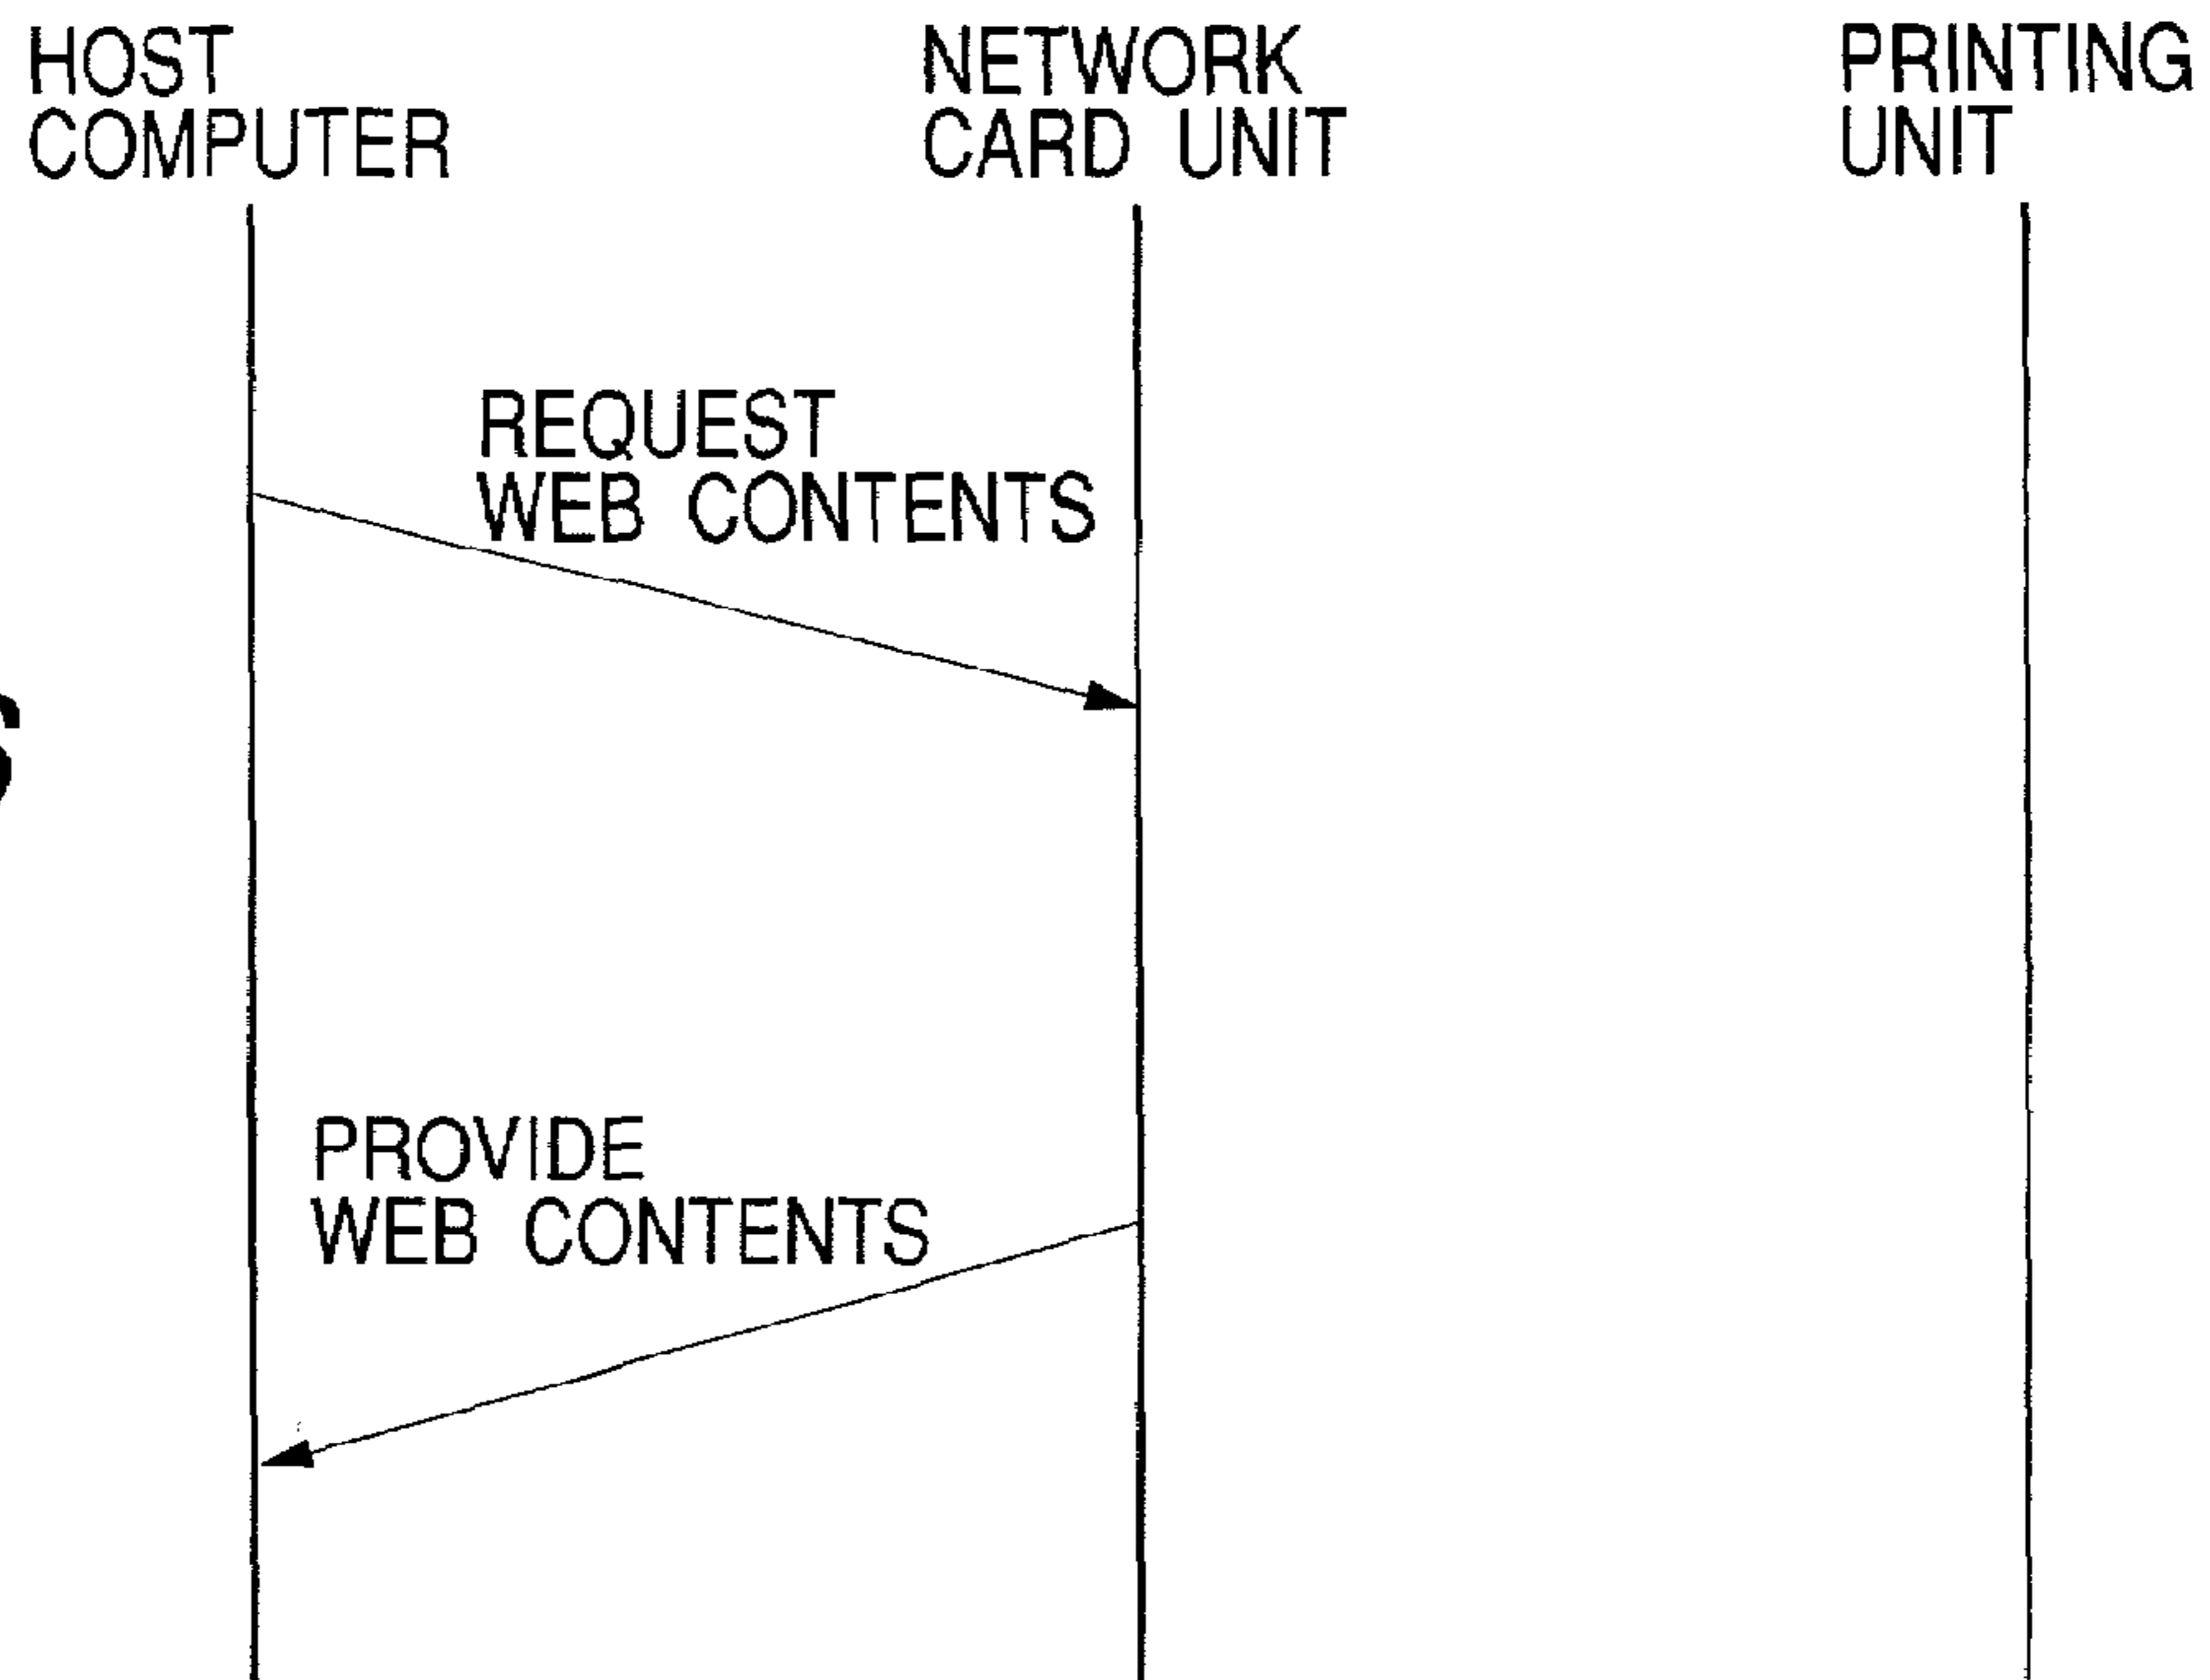 HOST
COMPUTER
NETWORK
CARD UNIT
PRINTING
UNIT
REQUEST
WEB CONTENTS
PROVIDE
WEB CONTENTS